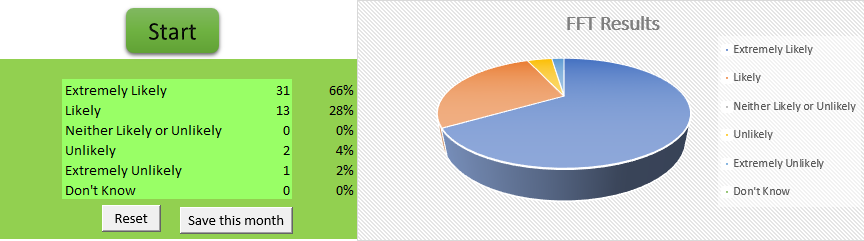 Start
Extremely Likely 31 66%
Likely 13 28%
Neither Likely or Unlikely 0 0%
Unlikely 2 4%
Extremely Unlikely 1 2%
Don't Know 0 0%
Reset
Save this month
FFT Results
Extremely Likely
Likely
Neither Likely or Unlikely
Unlikely
Extremely Unlikely
Don't Know